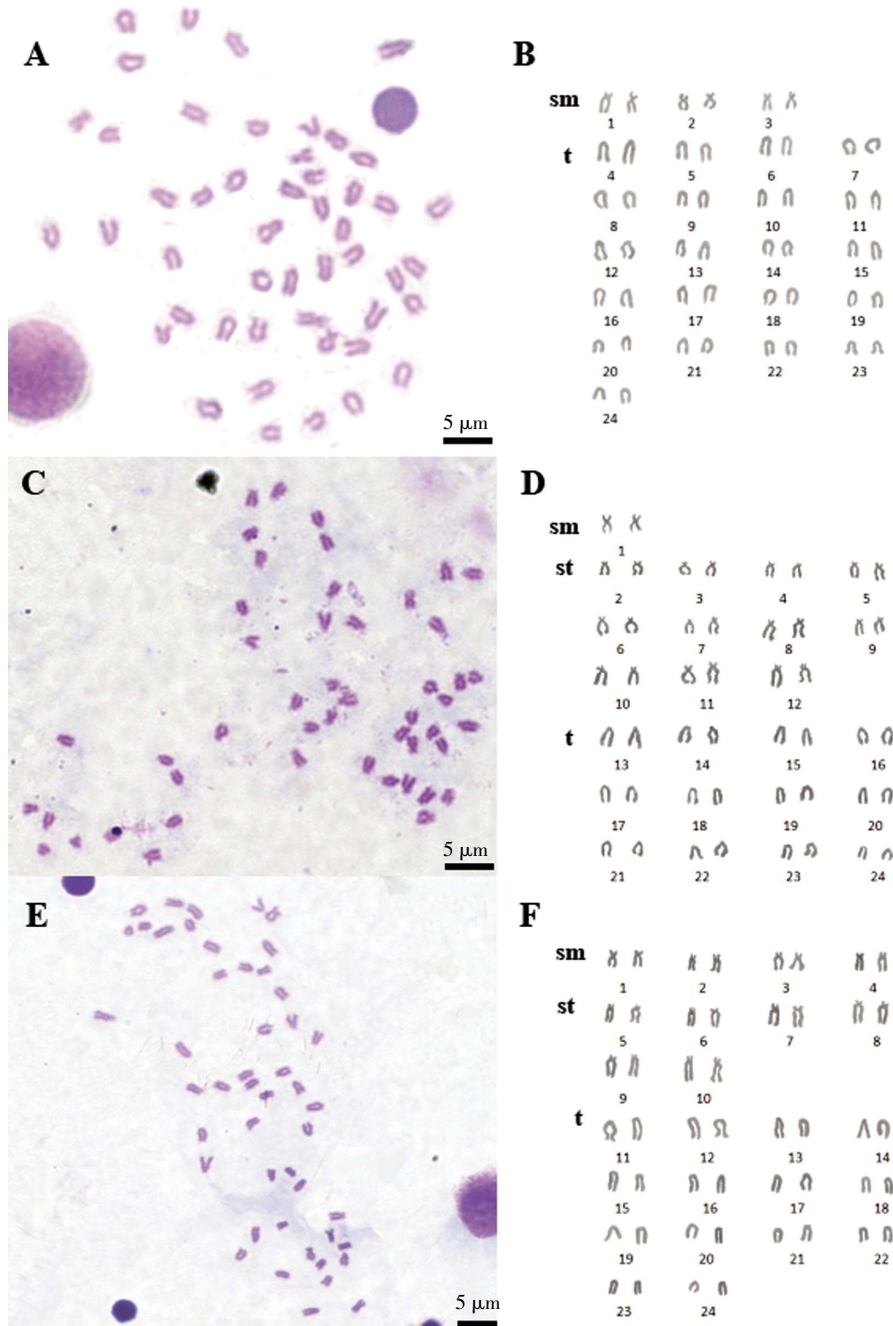 A
5 µm
B
sm
1 2 3
t
4 5 6 7
8 9 10 11
12 13 14 15
16 17 18 19
20 21 22 23
24
C
5 µm
D
sm
1
st
2 3 4 5
6 7 8 9
10 11 12
t
13 14 15 16
17 18 19 20
21 22 23 24
E
5 µm
F
sm
1 2 3 4
st
5 6 7 8
9 10
t
11 12 13 14
15 16 17 18
19 20 21 22
23 24